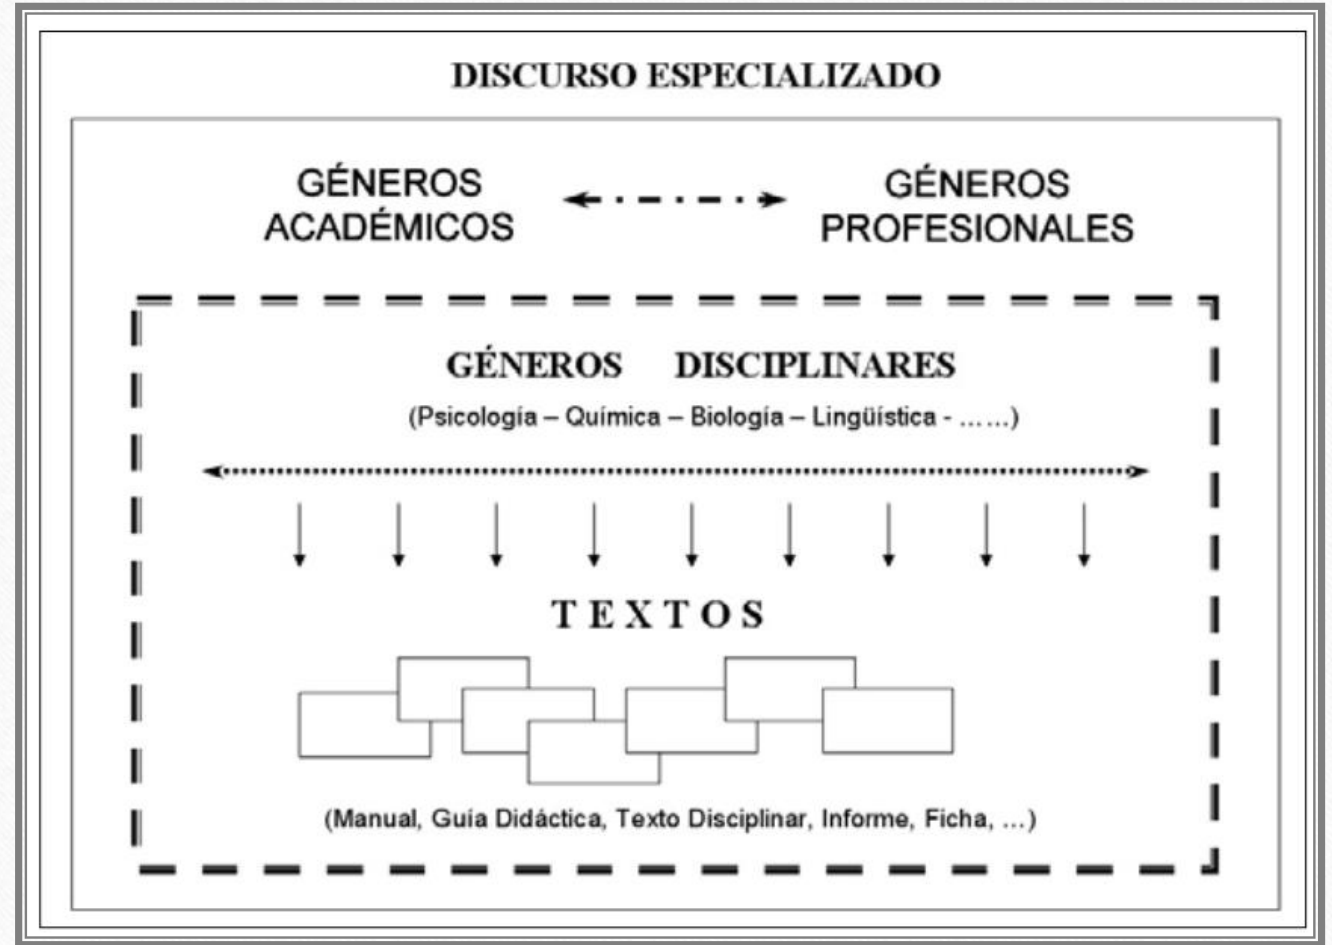 DISCURSO ESPECIALIZADO
GÉNEROS
ACADÉMICOS
GÉNEROS
PROFESIONALES
GÉNEROS DISCIPLINARES
(Psicología – Química – Biología – Lingüística - ……)
T E X T O S
(Manual, Guía Didáctica, Texto Disciplinar, Informe, Ficha, …)